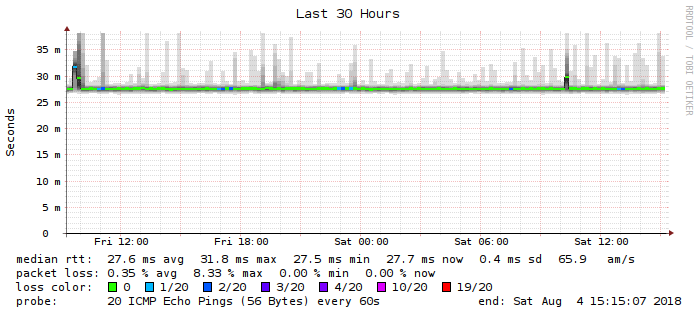 Last 30 Hours
RRDTOOL / TOBI OETIKER
Seconds
35 m
30 m
25 m
20 m
15 m
10 m
5 m
0
Fri 12:00 Fri 18:00 Sat 00:00 Sat 06:00 Sat 12:00
median rtt: 27.6 ms avg 31.8 ms max 27.5 ms min 27.7 ms now 0.4 ms sd 65.9 am/s
packet loss: 0.35 % avg 8.33 % max 0.00 % min 0.00 % now
loss color: 0 1/20 2/20 3/20 4/20 10/20 19/20
probe: 20 ICMP Echo Pings (56 Bytes) every 60s end: Sat Aug 4 15:15:07 2018